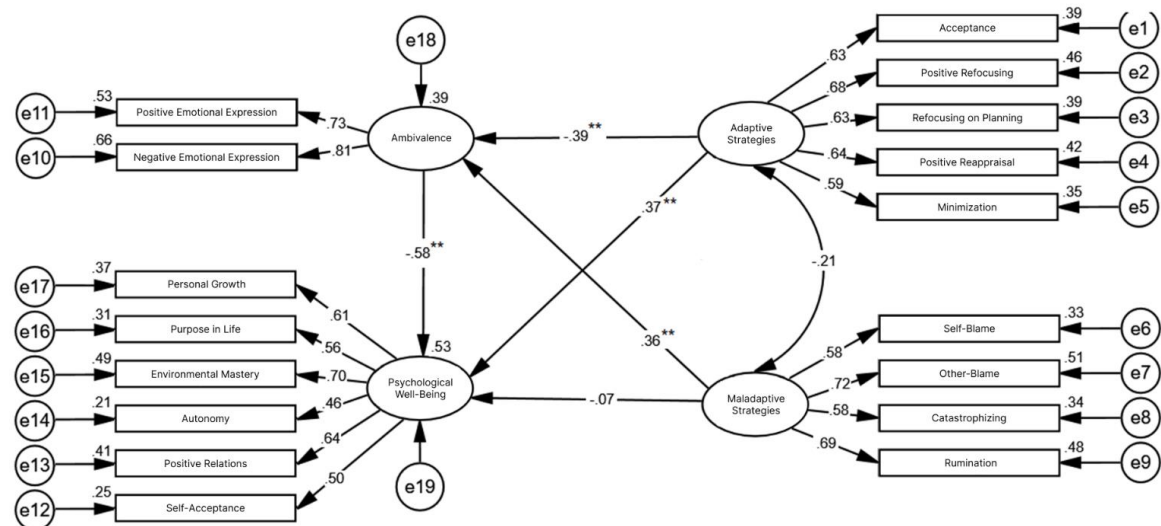 e18
.39
Ambivalence
e11
.53
Positive Emotional Expression
.73
e10
.66
Negative Emotional Expression
.81
-.39**
Adaptive
Strategies
.63
Acceptance
.39
e1
.68
Positive Refocusing
.46
e2
.63
Refocusing on Planning
.39
e3
.64
Positive Reappraisal
.42
e4
.59
Minimization
.35
e5
-.58**
.37**
-.21
.36**
-.07
e17
.37
Personal Growth
.61
e16
.31
Purpose in Life
.56
e15
.49
Environmental Mastery
.70
e14
.21
Autonomy
.46
e13
.41
Positive Relations
.64
e12
.25
Self-Acceptance
.50
.53
Psychological
Well-Being
e19
Maladaptive
Strategies
.58
Self-Blame
.33
e6
.72
Other-Blame
.51
e7
.58
Catastrophizing
.34
e8
.69
Rumination
.48
e9